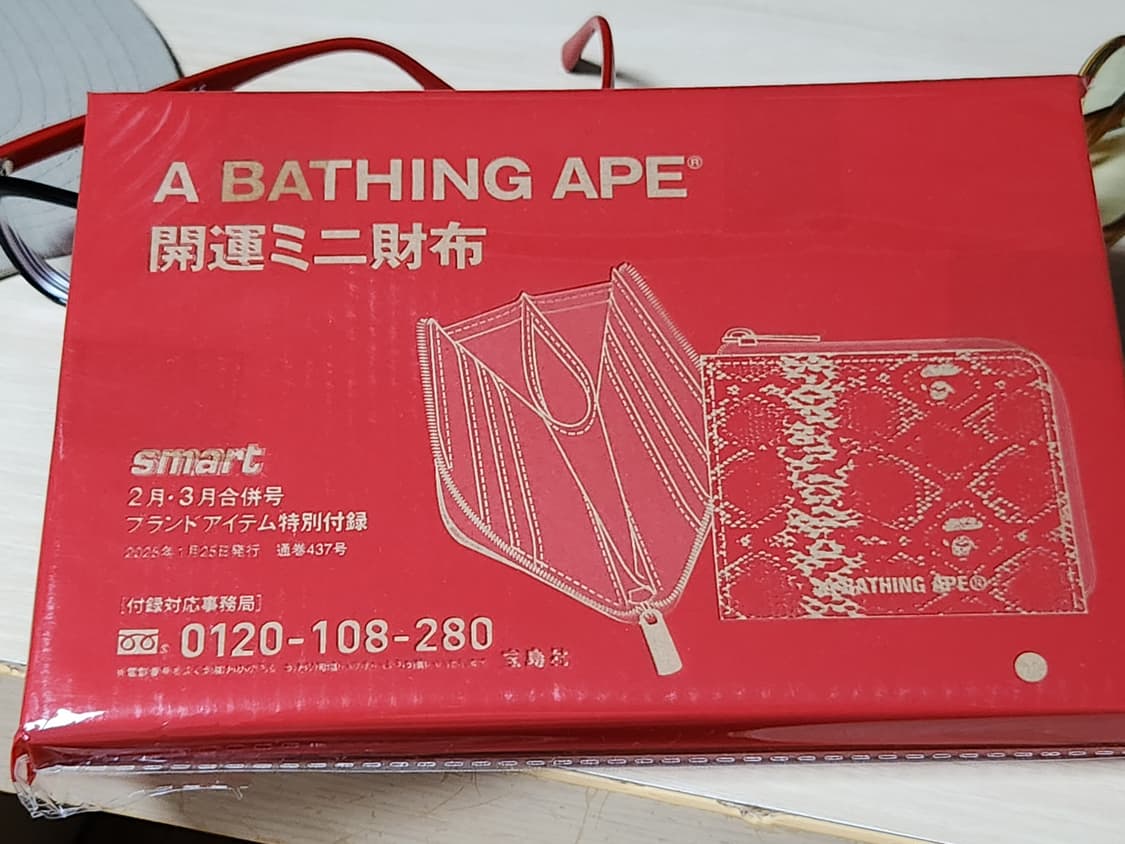 A BATHING APE®
開運ミニ財布
smart
2月・3月合併号
ブランドアイテム特別付録
2025年1月25日発行　通巻437号
[付録対応事務局]
0120-108-280
宝島社
BATHING APE®